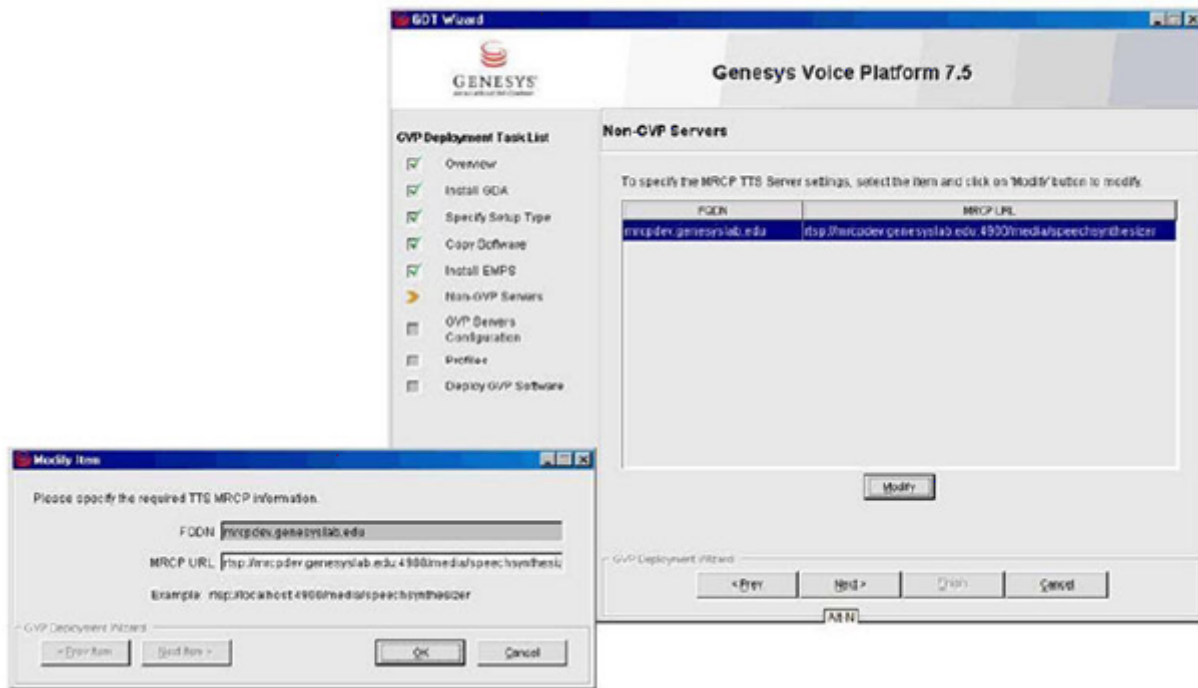 GDT Wizard
GENESYS
Genesys Voice Platform 7.5
GVP Deployment Task List
Overview
Install GDA
Specify Setup Type
Copy Software
Install EMPS
Non-GVP Servers
GVP Servers
Configuration
Profiles
Deploy GVP Software
Non-GVP Servers
To specify the MRCP TTS Server settings, select the item and click on 'Modify' button to modify.
FQDN MRCP URL
mrcpdev.genesyslab.edu rtsp://mrcpdev.genesyslab.edu:4900/media/speechsynthesizer
Modify
GVP Deployment Wizard
< Prev Next > Finish Cancel
Alt-N
Modify Item
Please specify the required TTS MRCP information.
FQDN mrcpdev.genesyslab.edu
MRCP URL rtsp://mrcpdev.genesyslab.edu:4900/media/speechsynthesiz
Example: rtsp://localhost:4900/media/speechsynthesizer
GVP Deployment Wizard
< Prev Item Next Item > OK Cancel